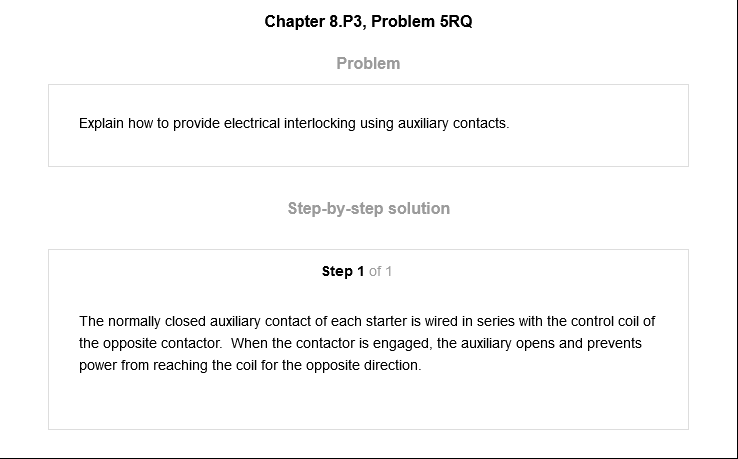 Chapter 8.P3, Problem 5RQ
Problem
Explain how to provide electrical interlocking using auxiliary contacts.
Step-by-step solution
Step 1 of 1
The normally closed auxiliary contact of each starter is wired in series with the control coil of
the opposite contactor.  When the contactor is engaged, the auxiliary opens and prevents
power from reaching the coil for the opposite direction.